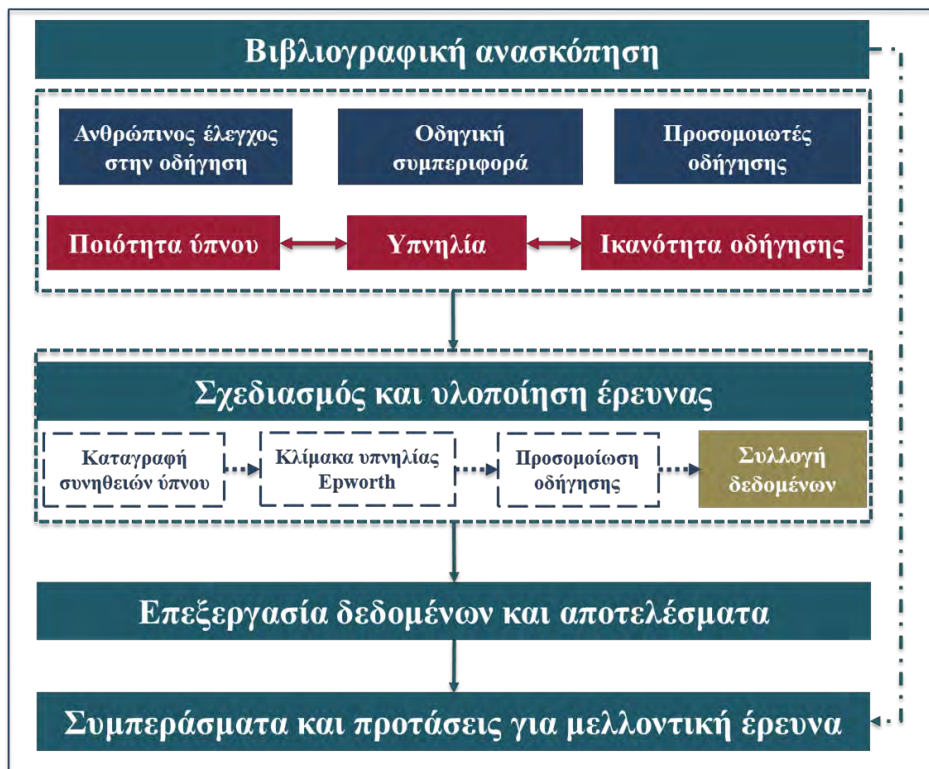 Βιβλιογραφική ανασκόπηση
Ανθρώπινος έλεγχος
στην οδήγηση
Οδηγική
συμπεριφορά
Προσομοιωτές
οδήγησης
Ποιότητα ύπνου
Υπνηλία
Ικανότητα οδήγησης
Σχεδιασμός και υλοποίηση έρευνας
Καταγραφή
συνηθειών ύπνου
Κλίμακα υπνηλίας
Epworth
Προσομοίωση
οδήγησης
Συλλογή
δεδομένων
Επεξεργασία δεδομένων και αποτελέσματα
Συμπεράσματα και προτάσεις για μελλοντική έρευνα